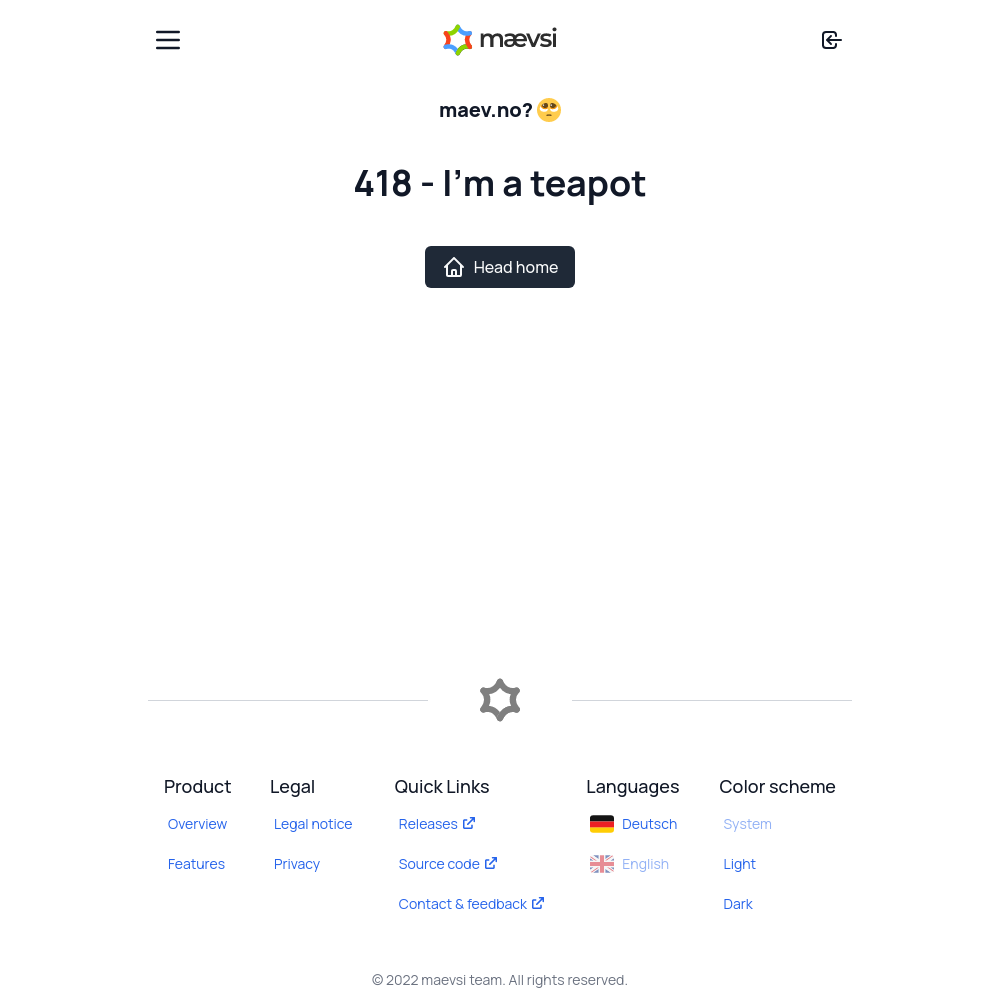 mævsi
maev.no? 🥺
418 - I'm a teapot
Head home
Product
Overview
Features
Legal
Legal notice
Privacy
Quick Links
Releases
Source code
Contact & feedback
Languages
Deutsch
English
Color scheme
System
Light
Dark
© 2022 maevsi team. All rights reserved.